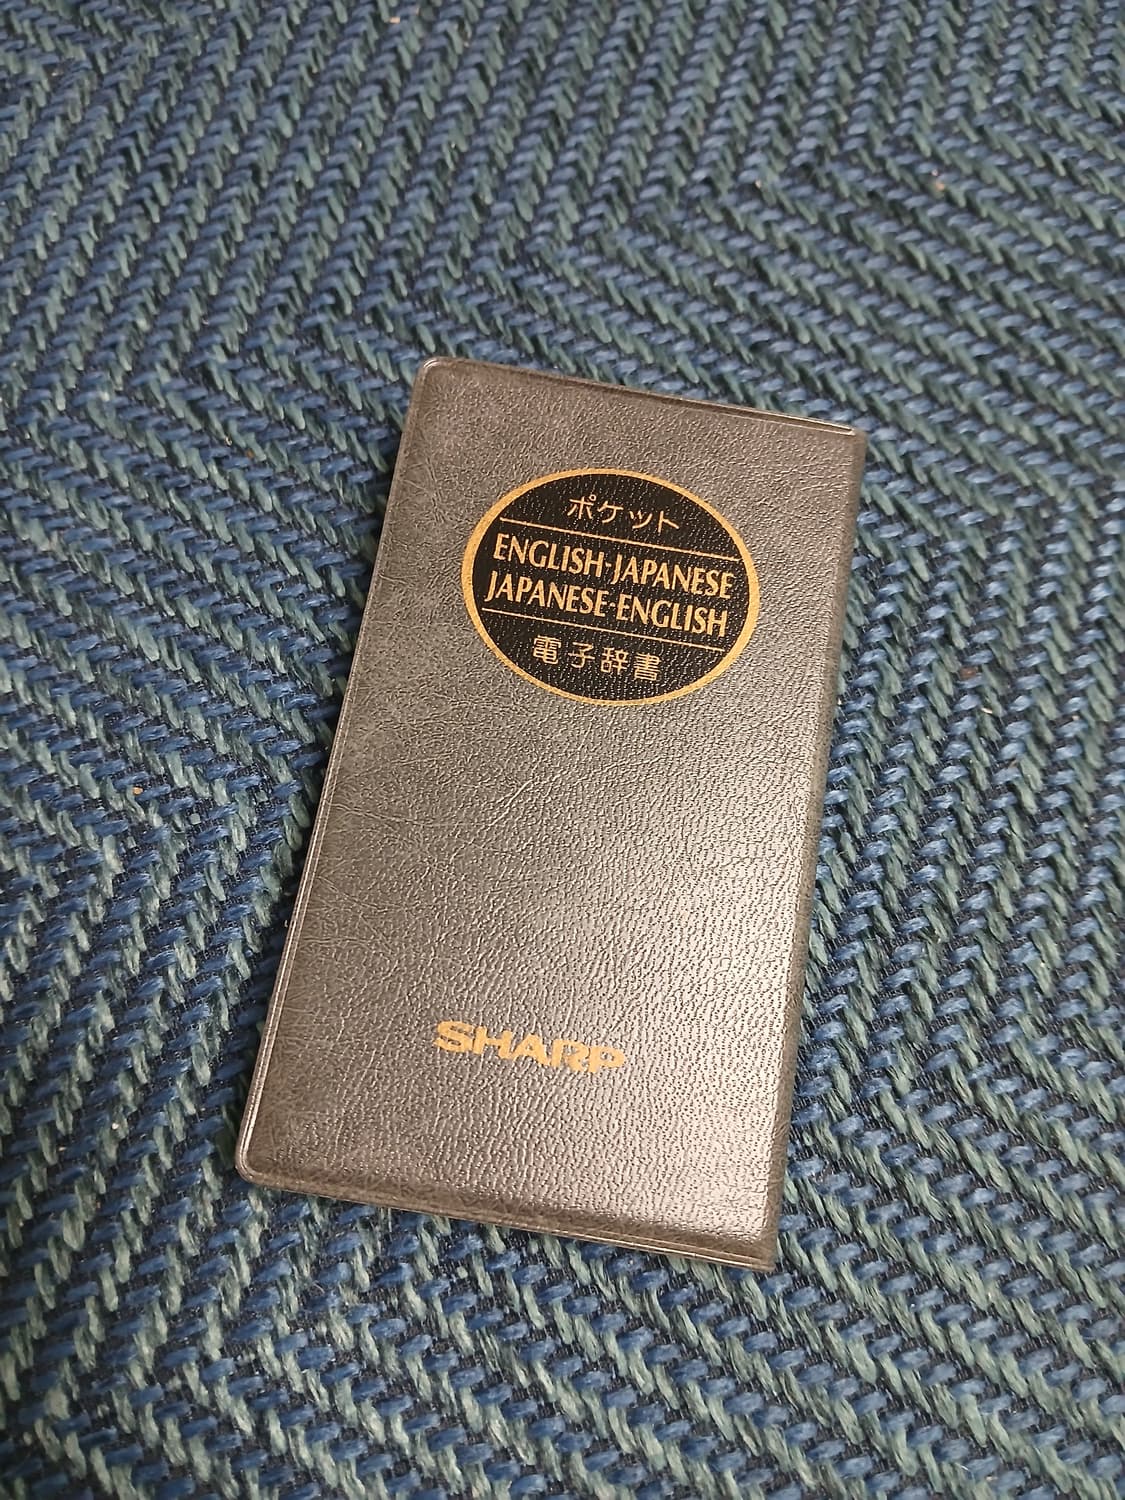 ポケット
ENGLISH-JAPANESE
JAPANESE-ENGLISH
電子辞書
SHARP